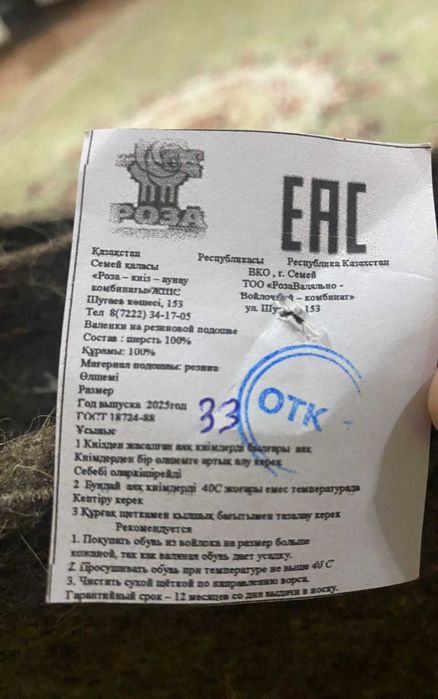 РОЗА
ЕАС
Қазақстан Республикасы Республика Казахстан
Семей қаласы ВКО , г. Семей
«Роза – киіз – аунау ТОО «РозаВаляльно -
комбинаты»ЖШС Войлочный – комбинат»
Шугаев көшесі, 153 ул. 153
Тел 8(7222) 34-17-05
Валенки на резиновой подошве
Состав : шерсть 100%
Құрамы: 100%
Материал подошвы: резина
Өлшемі
Размер 33
ОТК
Год выпуска 2025год
ГОСТ 18724-88
Ұсыныс
1 Киізден жасалған аяқ киімдерді былғары аяқ
Киімдерден бір өлшемге артық алу керек
Себебі олар кішірейді
2 Бұндай аяқ киімдерді 40С жоғары емес температурада
Кептіру керек
3 Құрғақ щеткамен қылшық бағытымен тазалау керек
Рекомендуется
1. Покупать обувь из войлока на размер больше
кожаной, так как валяная обувь дает усадку.
2. Просушивать обувь при температуре не выше 40 С
3. Чистить сухой щёткой по направлению ворса.
Гарантийный срок – 12 месяцев со дня выдачи в носку.